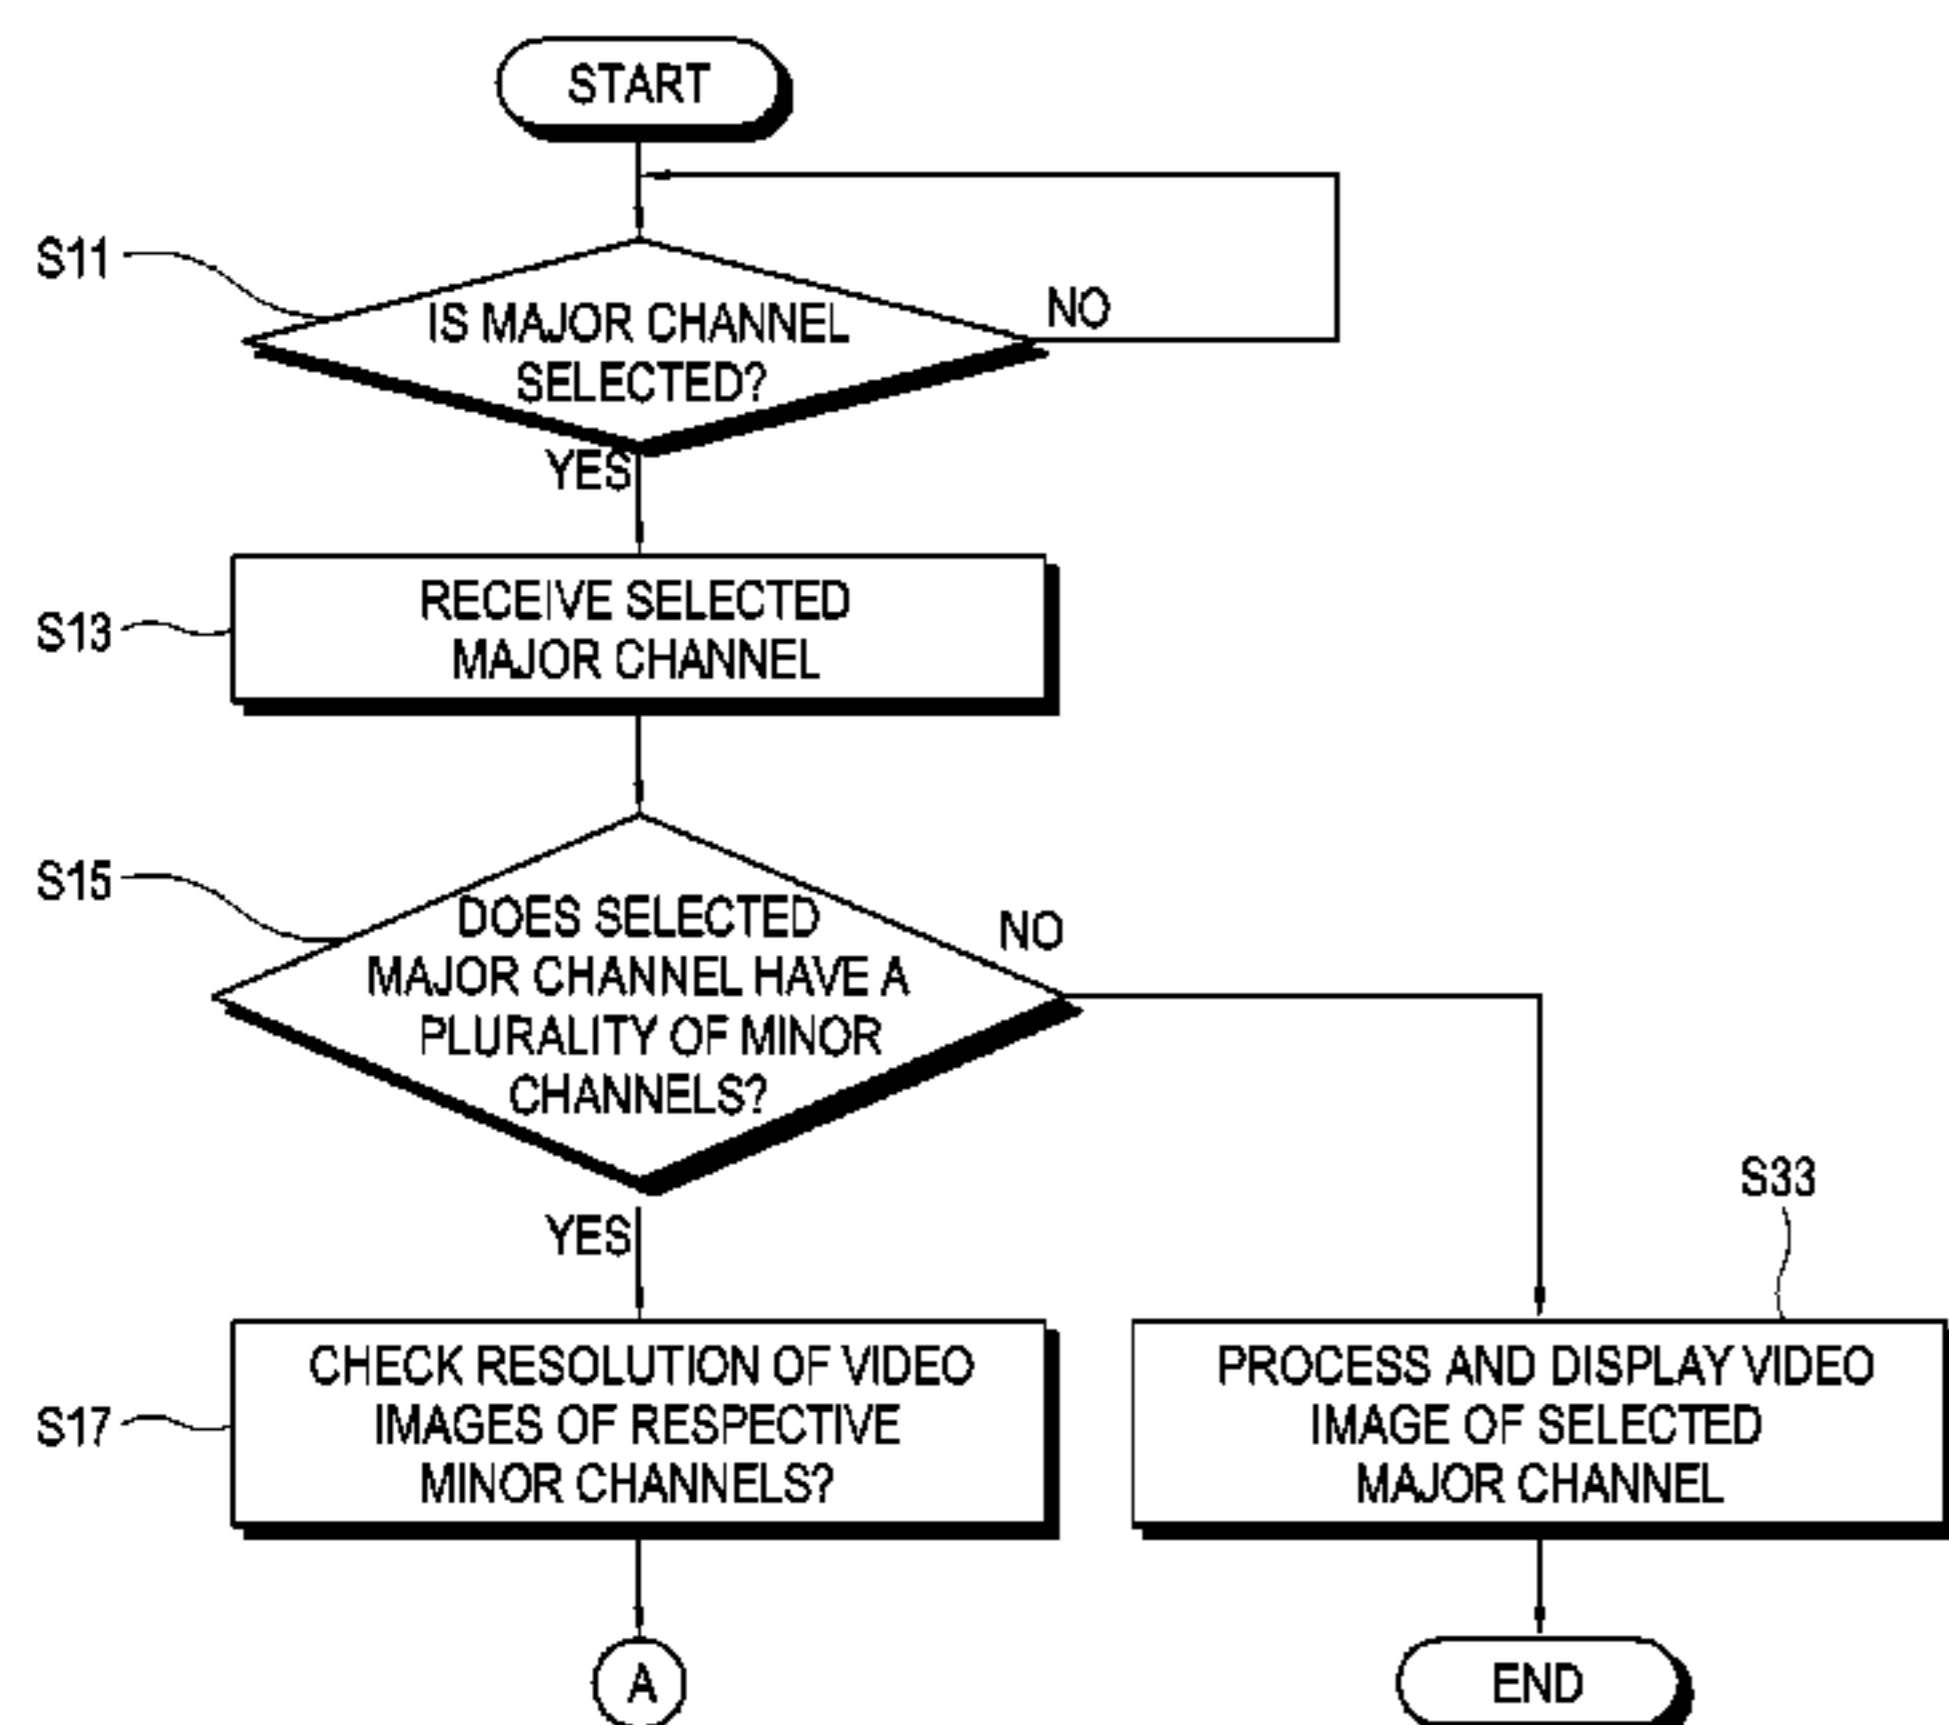 START
S11
IS MAJOR CHANNEL
SELECTED?
NO
YES
S13
RECEIVE SELECTED
MAJOR CHANNEL
S15
DOES SELECTED
MAJOR CHANNEL HAVE A
PLURALITY OF MINOR
CHANNELS?
NO
YES
S33
S17
CHECK RESOLUTION OF VIDEO
IMAGES OF RESPECTIVE
MINOR CHANNELS?
PROCESS AND DISPLAY VIDEO
IMAGE OF SELECTED
MAJOR CHANNEL
A
END